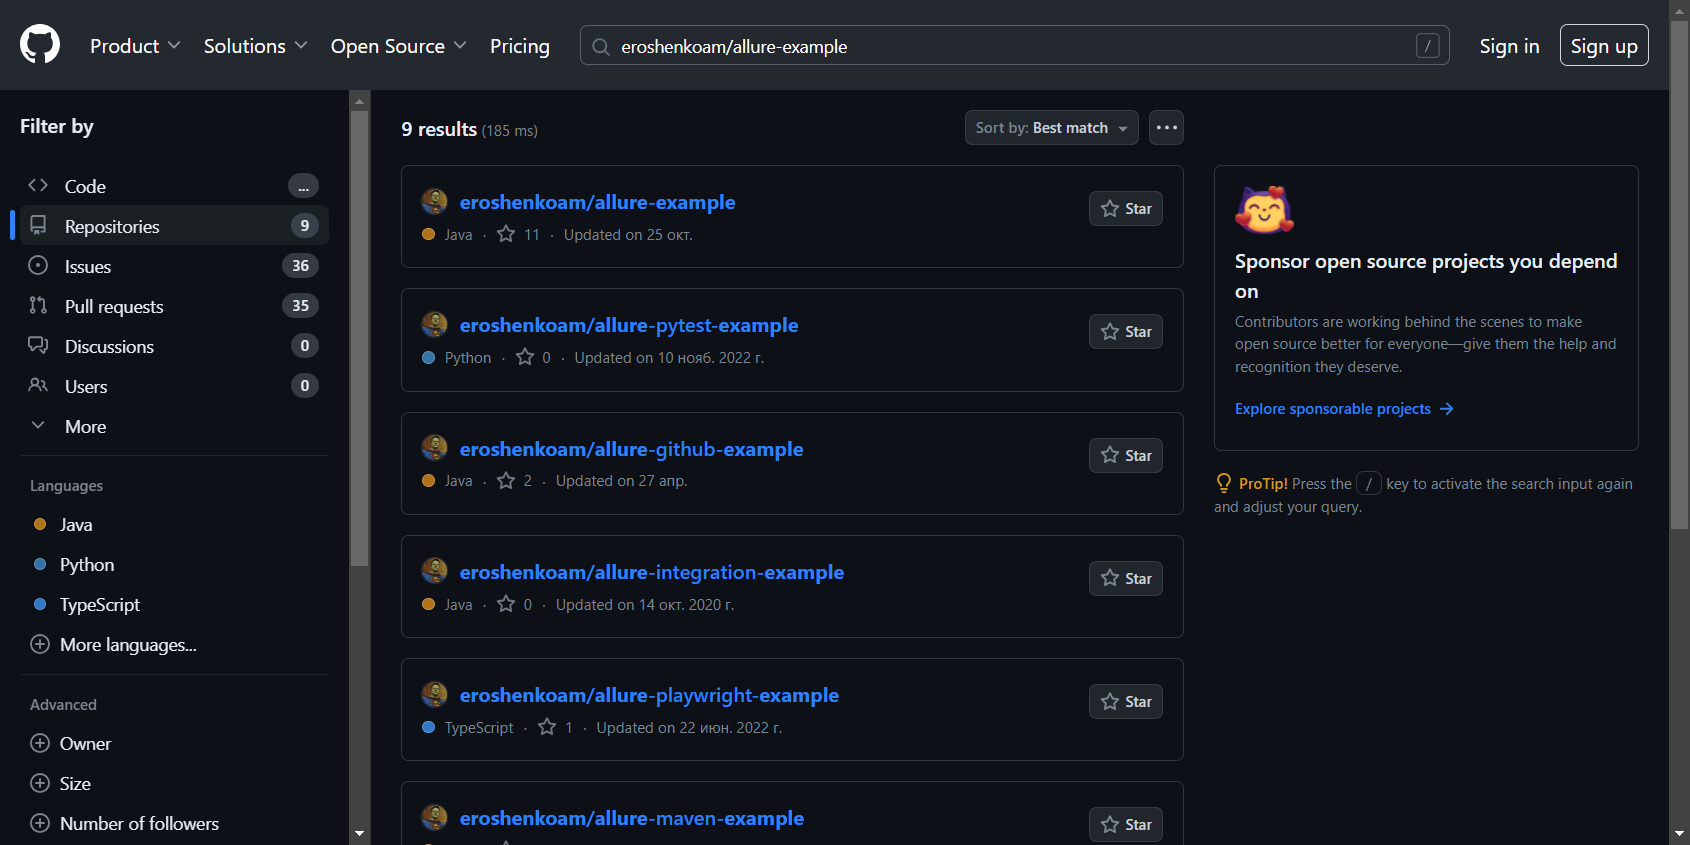 Product Solutions Open Source Pricing eroshenkoam/allure-example / Sign in Sign up
Filter by
Code ...
Repositories 9
Issues 36
Pull requests 35
Discussions 0
Users 0
More
Languages
Java
Python
TypeScript
More languages...
Advanced
Owner
Size
Number of followers
9 results (185 ms)
Sort by: Best match
eroshenkoam/allure-example
Star
Java · 11 · Updated on 25 окт.
eroshenkoam/allure-pytest-example
Star
Python · 0 · Updated on 10 нояб. 2022 г.
eroshenkoam/allure-github-example
Star
Java · 2 · Updated on 27 апр.
eroshenkoam/allure-integration-example
Star
Java · 0 · Updated on 14 окт. 2020 г.
eroshenkoam/allure-playwright-example
Star
TypeScript · 1 · Updated on 22 июн. 2022 г.
eroshenkoam/allure-maven-example
Star
Sponsor open source projects you depend
on
Contributors are working behind the scenes to make
open source better for everyone—give them the help and
recognition they deserve.
Explore sponsorable projects →
ProTip! Press the / key to activate the search input again
and adjust your query.